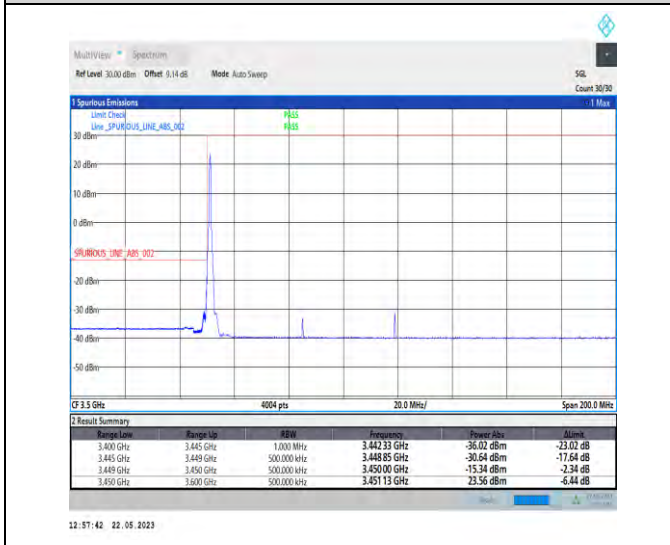 MultiView Spectrum
Ref Level 30.00 dBm Offset 9.14 dB Mode Auto Sweep SGL
Count 30/30
1 Spurious Emissions 1 Max
Limit Check PASS
Line _SPURIOUS_LINE_ABS_002 PASS
30 dBm
20 dBm
10 dBm
0 dBm
SPURIOUS_LINE_ABS_002
-20 dBm
-30 dBm
-40 dBm
-50 dBm
CF 3.5 GHz 4004 pts 20.0 MHz/ Span 200.0 MHz
2 Result Summary
Range Low Range Up RBW Frequency Power Abs ΔLimit
3.400 GHz 3.445 GHz 1.000 MHz 3.442 33 GHz -36.02 dBm -23.02 dB
3.445 GHz 3.449 GHz 500.000 kHz 3.448 85 GHz -30.64 dBm -17.64 dB
3.449 GHz 3.450 GHz 500.000 kHz 3.450 00 GHz -15.34 dBm -2.34 dB
3.450 GHz 3.600 GHz 500.000 kHz 3.451 13 GHz 23.56 dBm -6.44 dB
12:57:42 22.05.2023